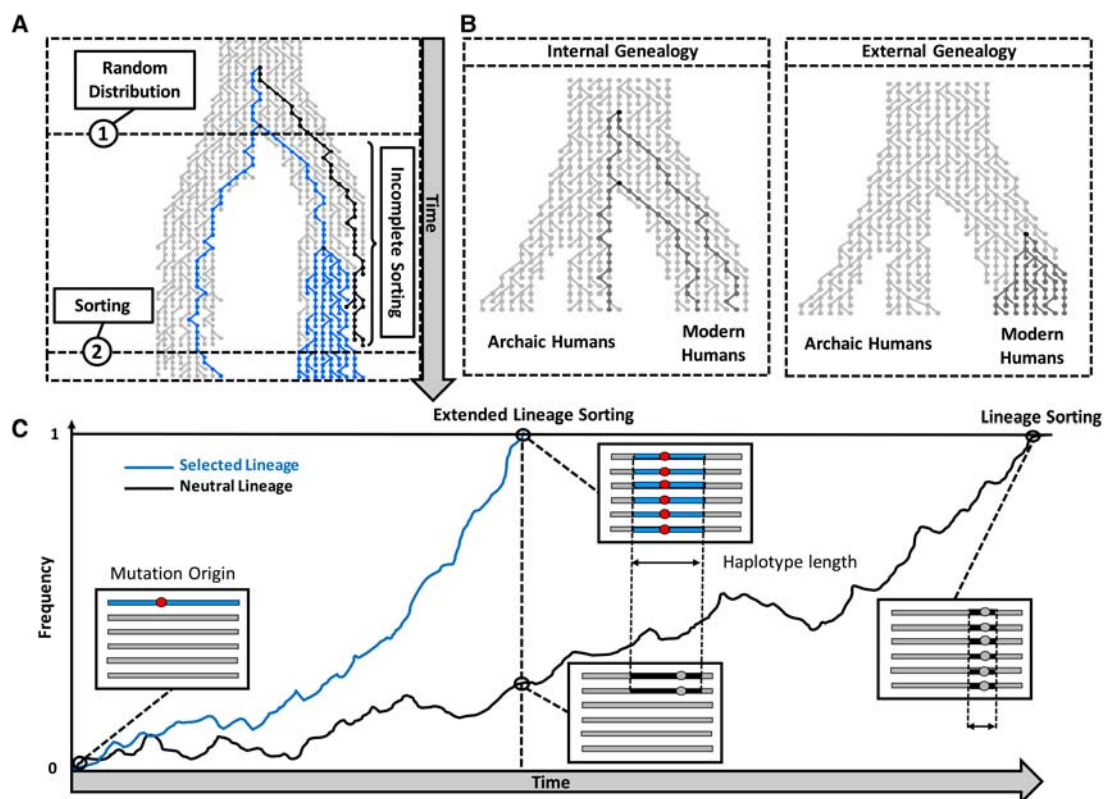 A
Random
Distribution
1
Incomplete Sorting
Time
Sorting
2
B
Internal Genealogy
External Genealogy
Archaic Humans
Modern
Humans
Archaic Humans
Modern
Humans
C
Extended Lineage Sorting
Lineage Sorting
1
Selected Lineage
Neutral Lineage
Mutation Origin
Haplotype length
Frequency
0
Time